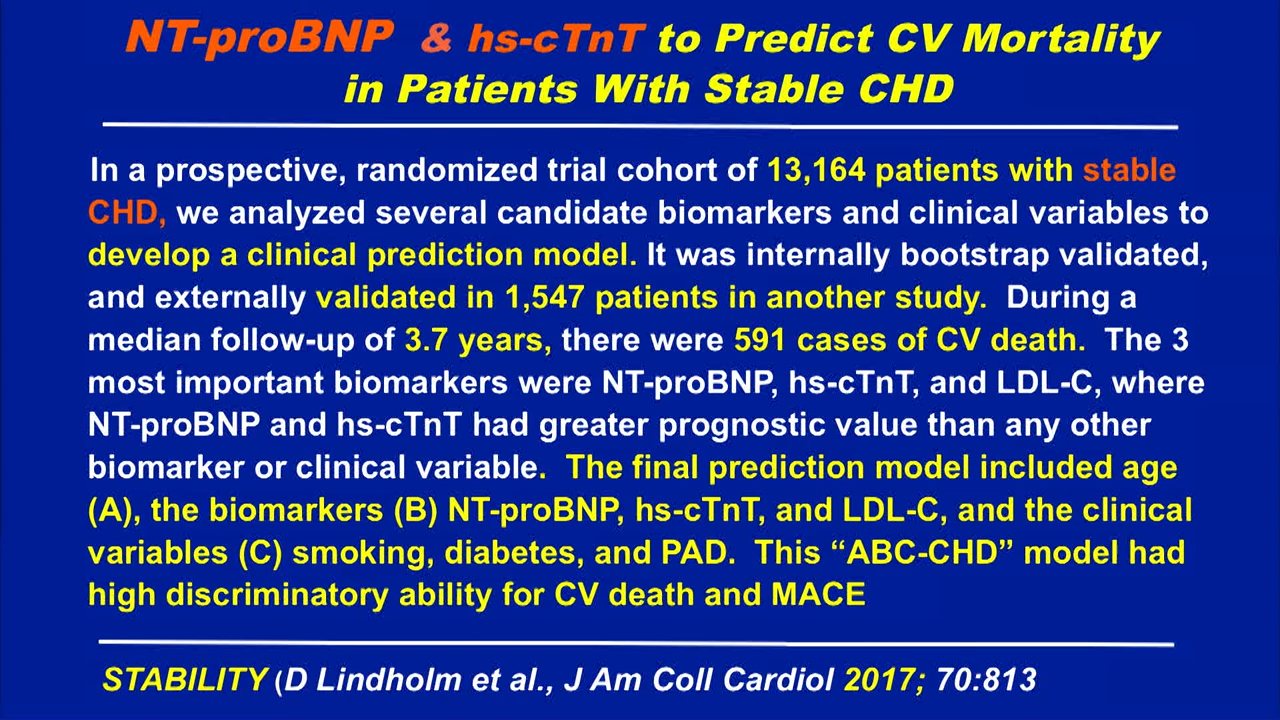 NT-proBNP & hs-cTnT to Predict CV Mortality
in Patients With Stable CHD
In a prospective, randomized trial cohort of 13,164 patients with stable
CHD, we analyzed several candidate biomarkers and clinical variables to
develop a clinical prediction model. It was internally bootstrap validated,
and externally validated in 1,547 patients in another study. During a
median follow-up of 3.7 years, there were 591 cases of CV death. The 3
most important biomarkers were NT-proBNP, hs-cTnT, and LDL-C, where
NT-proBNP and hs-cTnT had greater prognostic value than any other
biomarker or clinical variable. The final prediction model included age
(A), the biomarkers (B) NT-proBNP, hs-cTnT, and LDL-C, and the clinical
variables (C) smoking, diabetes, and PAD. This “ABC-CHD” model had
high discriminatory ability for CV death and MACE
STABILITY (D Lindholm et al., J Am Coll Cardiol 2017; 70:813